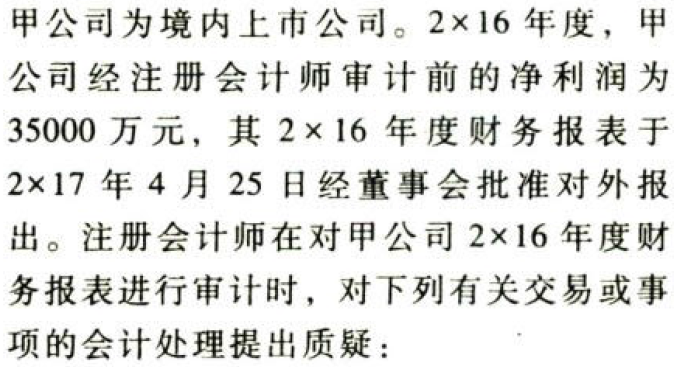 甲公司为境内上市公司。2×16 年度，甲
公司经注册会计师审计前的净利润为
35000 万元，其 2×16 年度财务报表于
2×17 年 4 月 25 日经董事会批准对外报
出。注册会计师在对甲公司 2×16 年度财
务报表进行审计时，对下列有关交易或事
项的会计处理提出质疑：